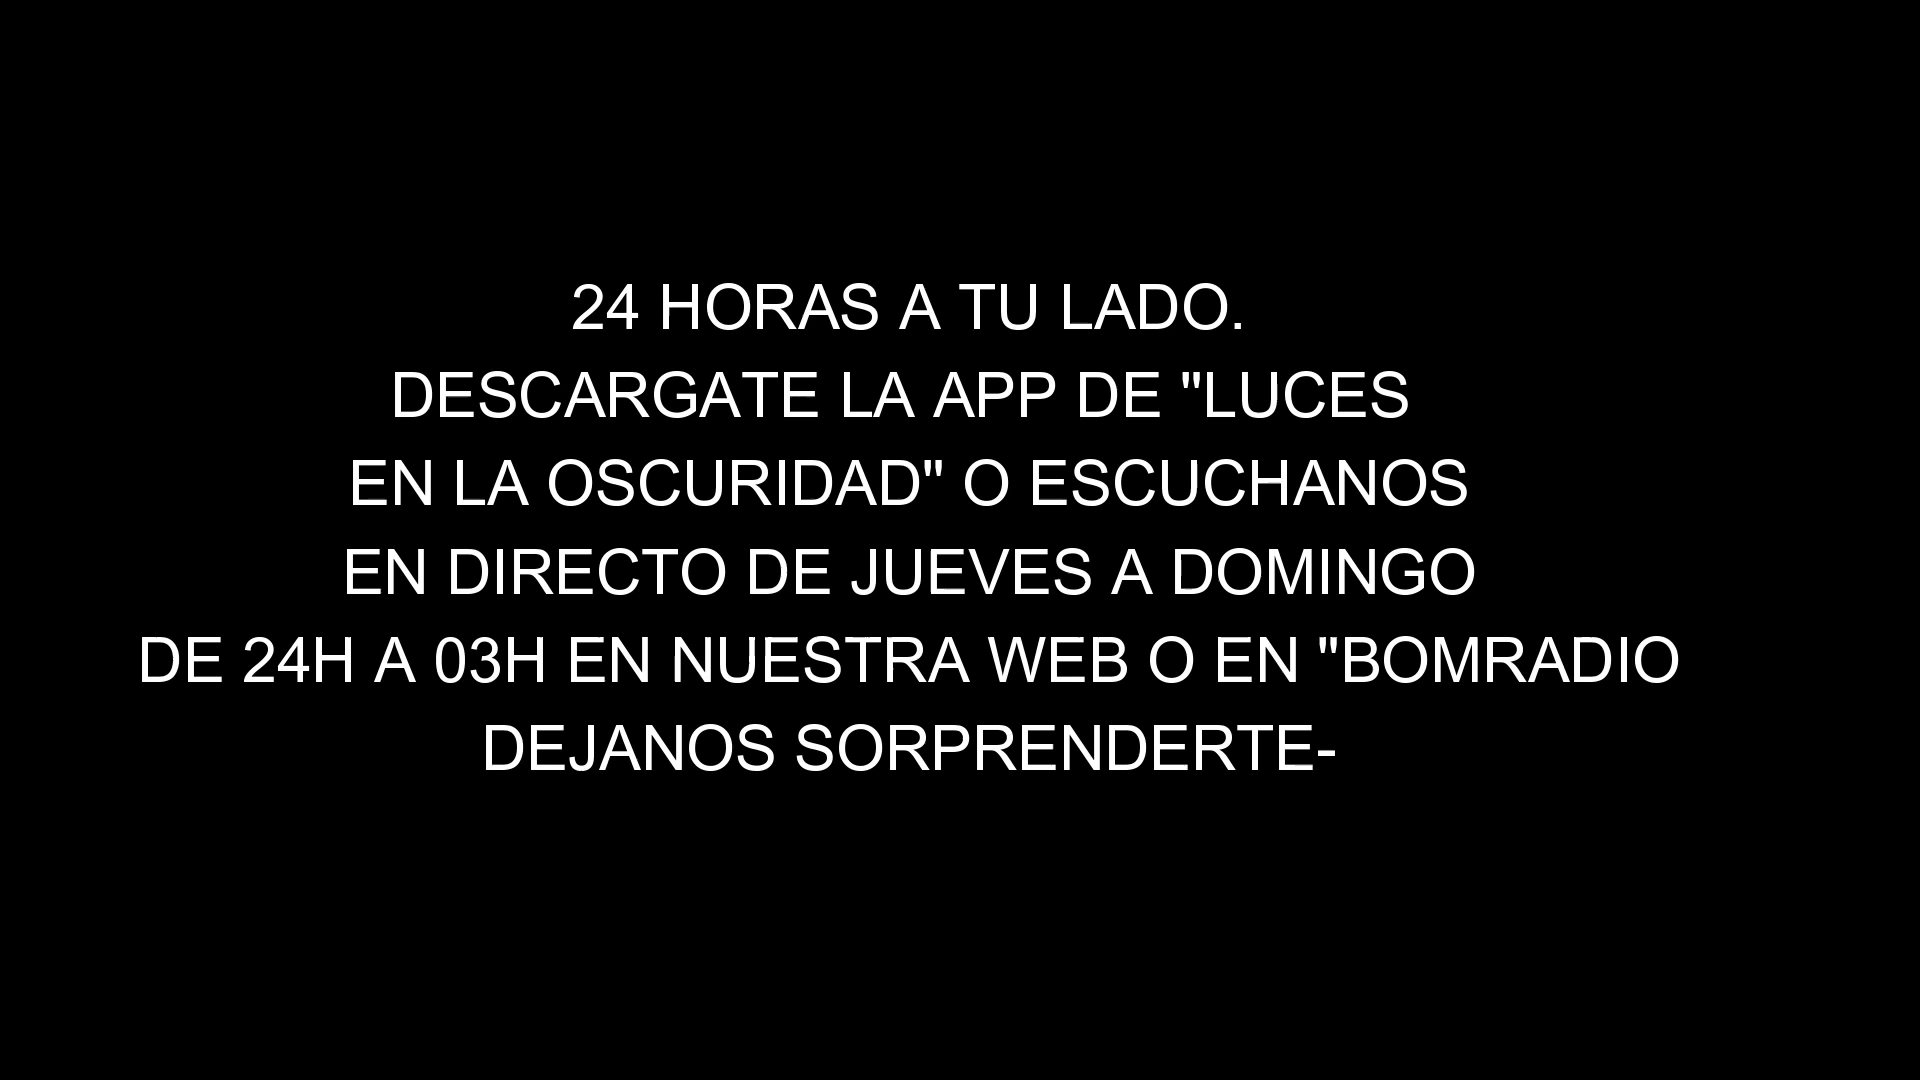 24 HORAS A TU LADO.
DESCARGATE LA APP DE "LUCES
EN LA OSCURIDAD" O ESCUCHANOS
EN DIRECTO DE JUEVES A DOMINGO
DE 24H A 03H EN NUESTRA WEB O EN "BOMRADIO
DEJANOS SORPRENDERTE-